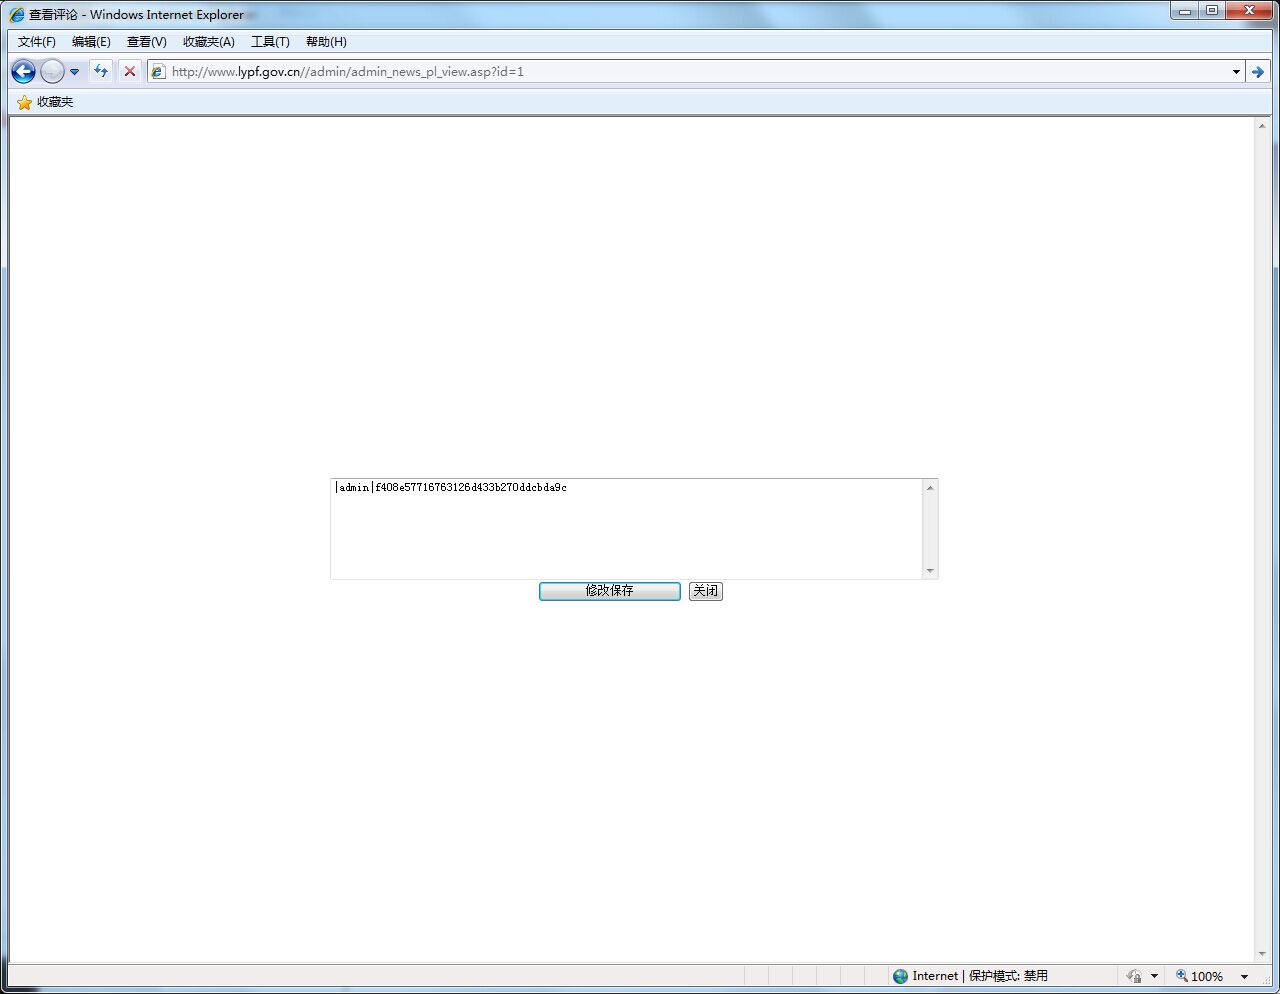 查看评论 - Windows Internet Explorer
文件(F) 编辑(E) 查看(V) 收藏夹(A) 工具(T) 帮助(H)
http://www.lypf.gov.cn//admin/admin_news_pl_view.asp?id=1
收藏夹
|admin|f408e57716763126d433b270ddcbda9c
修改保存 关闭
Internet | 保护模式: 禁用 100%